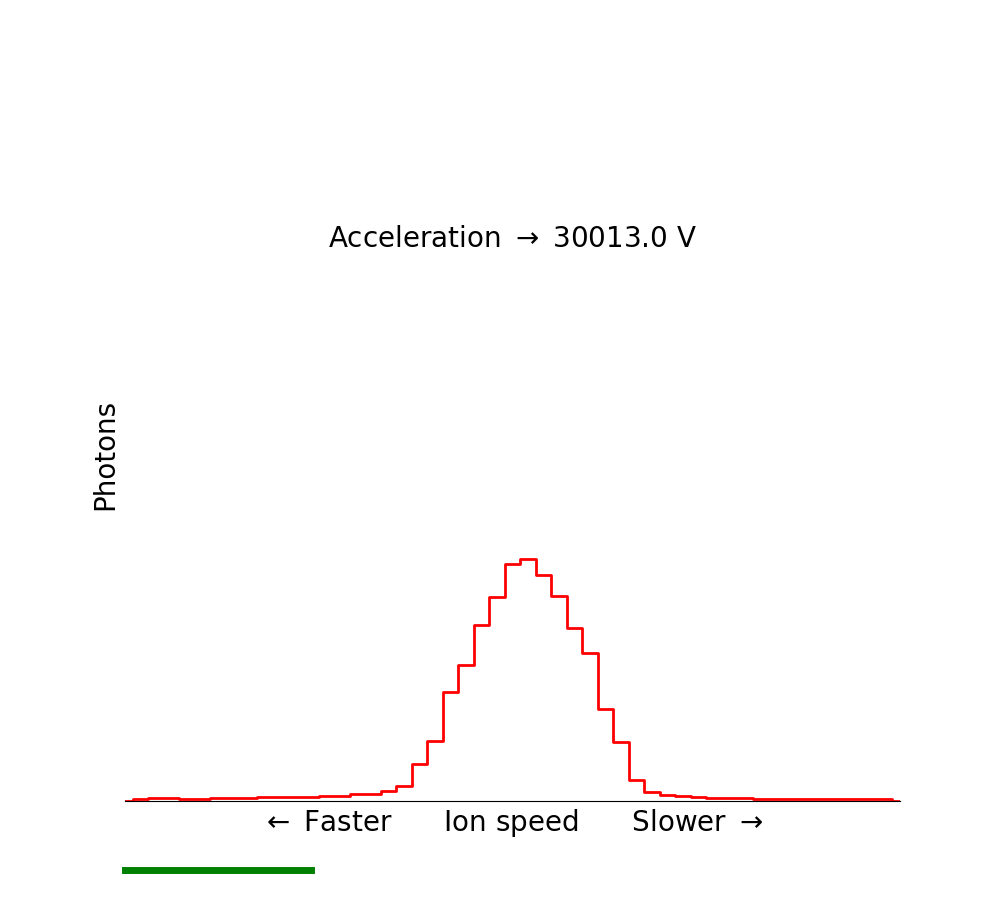 Acceleration → 30013.0 V
Photons
← Faster Ion speed Slower →